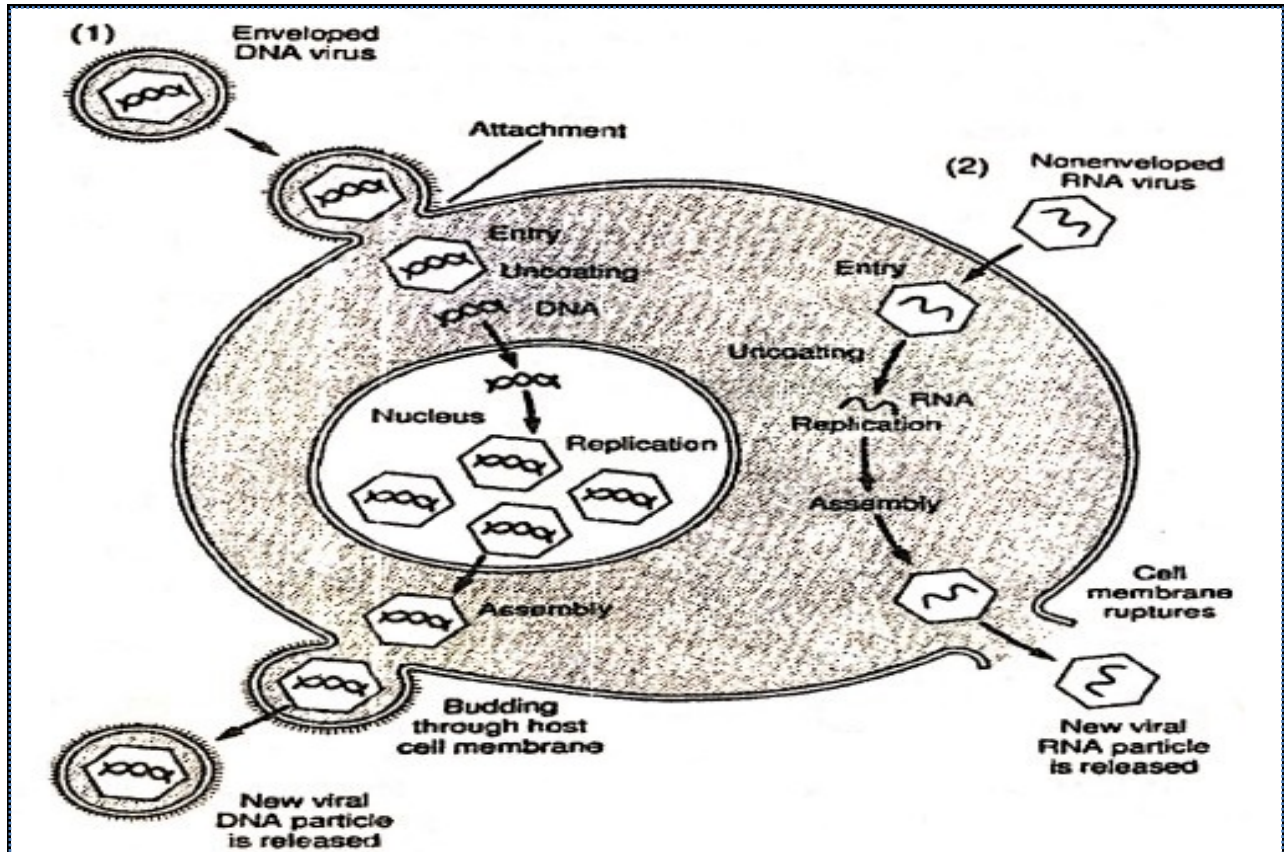 (1)
Enveloped
DNA virus
Attachment
(2)
Nonenveloped
RNA virus
Entry
Uncoating
DNA
Entry
Uncoating
RNA
Replication
Nucleus
Replication
Assembly
Assembly
Cell
membrane
ruptures
Budding
through host
cell membrane
New viral
RNA particle
is released
New viral
DNA particle
is released